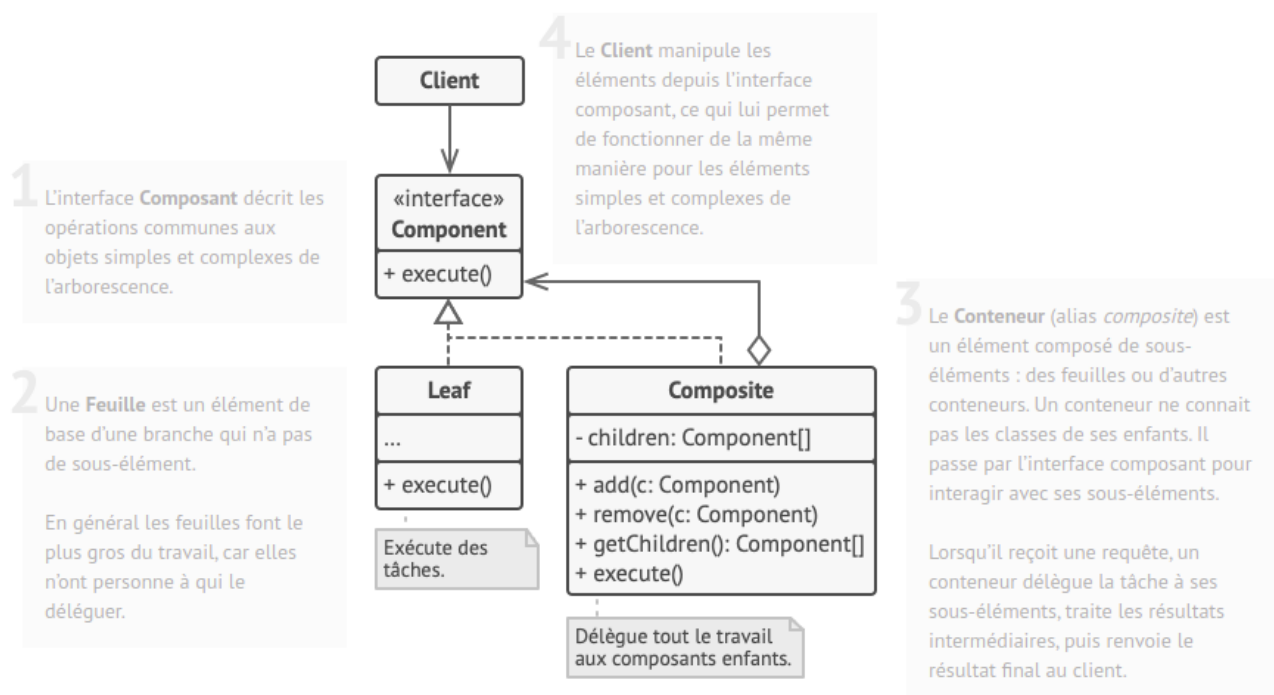 1
L'interface Composant décrit les
opérations communes aux
objets simples et complexes de
l'arborescence.
2
Une Feuille est un élément de
base d'une branche qui n'a pas
de sous-élément.
En général les feuilles font le
plus gros du travail, car elles
n'ont personne à qui le
déléguer.
Client
«interface»
Component
+ execute()
Leaf
...
+ execute()
Exécute des
tâches.
Composite
- children: Component[]
+ add(c: Component)
+ remove(c: Component)
+ getChildren(): Component[]
+ execute()
Délègue tout le travail
aux composants enfants.
4
Le Client manipule les
éléments depuis l'interface
composant, ce qui lui permet
de fonctionner de la même
manière pour les éléments
simples et complexes de
l'arborescence.
3
Le Conteneur (alias composite) est
un élément composé de sous-
éléments : des feuilles ou d'autres
conteneurs. Un conteneur ne connait
pas les classes de ses enfants. Il
passe par l'interface composant pour
interagir avec ses sous-éléments.
Lorsqu'il reçoit une requête, un
conteneur délègue la tâche à ses
sous-éléments, traite les résultats
intermédiaires, puis renvoie le
résultat final au client.